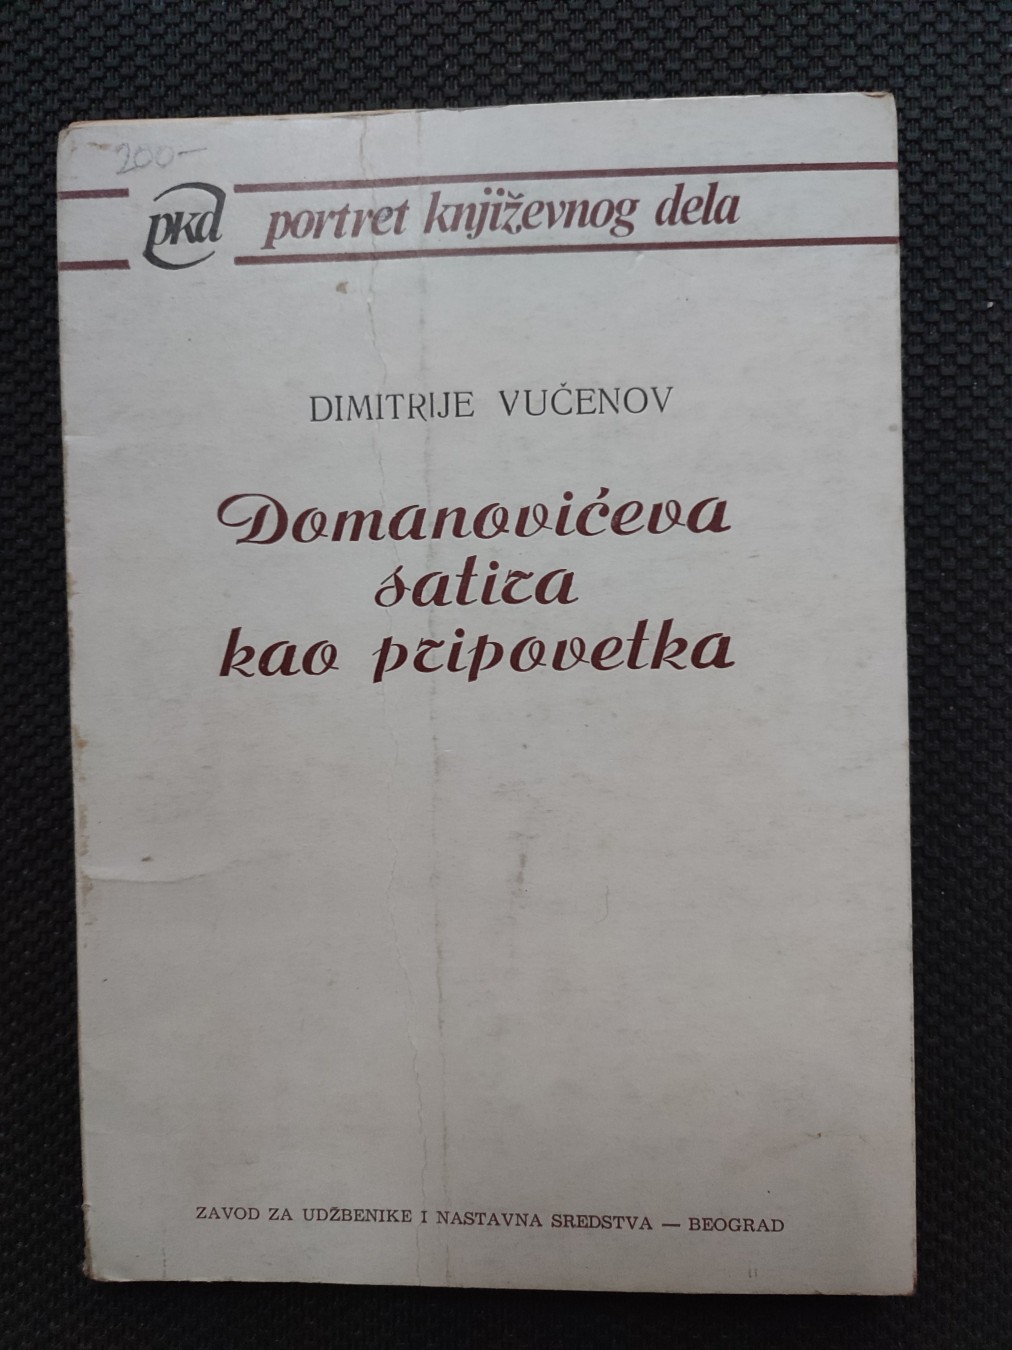 200-
pkd portret književnog dela
DIMITRIJE VUČENOV
Domanovićeva
satira
kao pripovetka
ZAVOD ZA UDŽBENIKE I NASTAVNA SREDSTVA — BEOGRAD